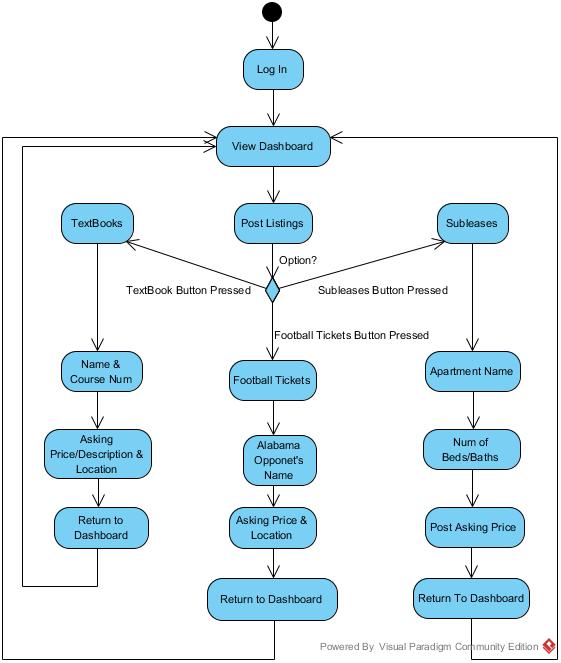 Log In
View Dashboard
TextBooks
Post Listings
Subleases
Option?
TextBook Button Pressed
Subleases Button Pressed
Football Tickets Button Pressed
Name &
Course Num
Football Tickets
Apartment Name
Asking
Price/Description &
Location
Alabama
Opponet's
Name
Num of
Beds/Baths
Return to
Dashboard
Asking Price &
Location
Post Asking Price
Return to Dashboard
Return To Dashboard
Powered By Visual Paradigm Community Edition